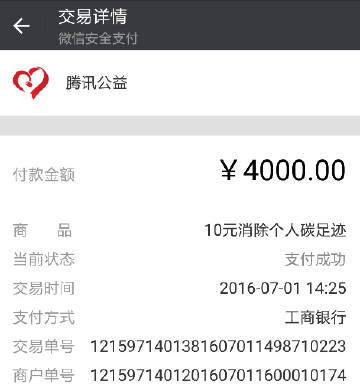 交易详情
微信安全支付
腾讯公益
付款金额 ￥4000.00
商 品 10元消除个人碳足迹
当前状态 支付成功
交易时间 2016-07-01 14:25
支付方式 工商银行
交易单号 1215971401381607011498710223
商户单号 1215971401201607011600010174